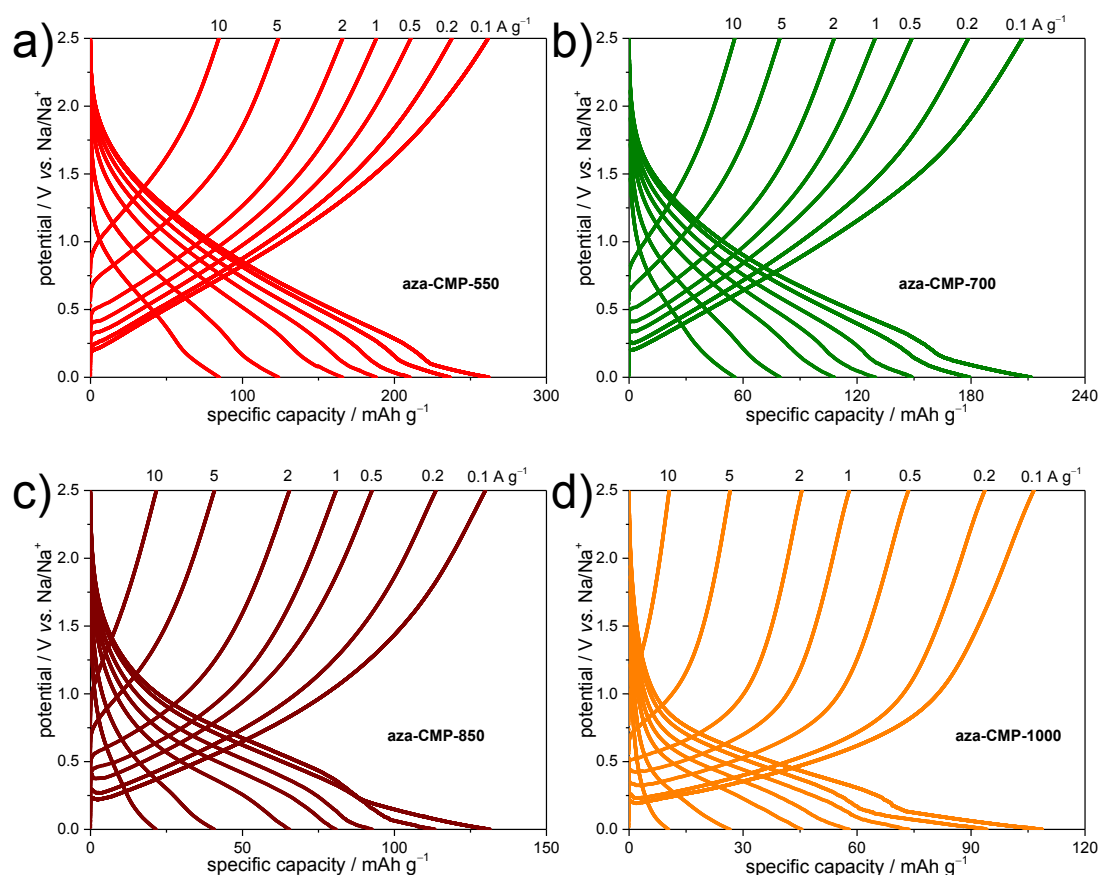 a)
10 5 2 1 0.5 0.2 0.1 A g⁻¹
2.5
2.0
1.5
1.0
0.5
0.0
potential / V vs. Na/Na⁺
aza-CMP-550
0 100 200 300
specific capacity / mAh g⁻¹
b)
10 5 2 1 0.5 0.2 0.1 A g⁻¹
2.5
2.0
1.5
1.0
0.5
0.0
potential / V vs. Na/Na⁺
aza-CMP-700
0 60 120 180 240
specific capacity / mAh g⁻¹
c)
10 5 2 1 0.5 0.2 0.1 A g⁻¹
2.5
2.0
1.5
1.0
0.5
0.0
potential / V vs. Na/Na⁺
aza-CMP-850
0 50 100 150
specific capacity / mAh g⁻¹
d)
10 5 2 1 0.5 0.2 0.1 A g⁻¹
2.5
2.0
1.5
1.0
0.5
0.0
potential / V vs. Na/Na⁺
aza-CMP-1000
0 30 60 90 120
specific capacity / mAh g⁻¹